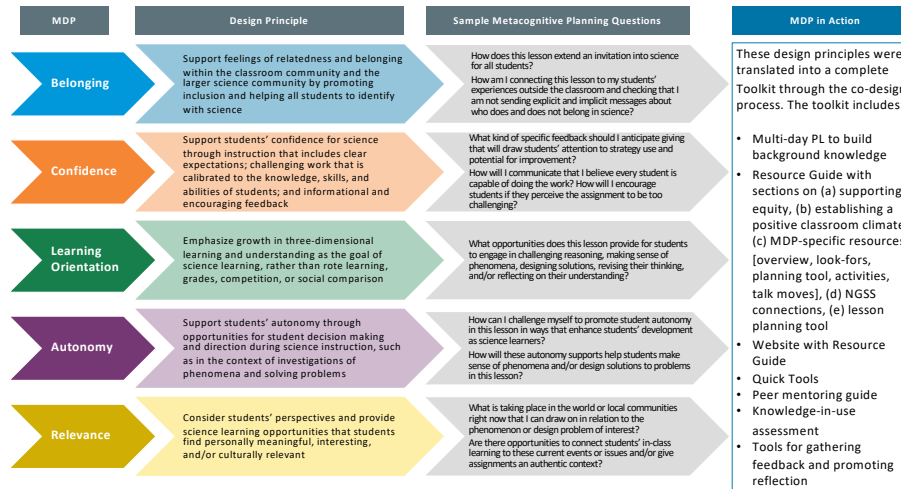 MDP
Design Principle
Sample Metacognitive Planning Questions
MDP in Action
Belonging
Support feelings of relatedness and belonging
within the classroom community and the
larger science community by promoting
inclusion and helping all students to identify
with science
How does this lesson extend an invitation into science
for all students?
How am I connecting this lesson to my students'
experiences outside the classroom and checking that I
am not sending explicit and implicit messages about
who does and does not belong in science?
Confidence
Support students' confidence for science
through instruction that includes clear
expectations; challenging work that is
calibrated to the knowledge, skills, and
abilities of students; and informational and
encouraging feedback
What kind of specific feedback should I anticipate giving
that will draw students' attention to strategy use and
potential for improvement?
How will I communicate that I believe every student is
capable of doing the work? How will I encourage
students if they perceive the assignment to be too
challenging?
Learning
Orientation
Emphasize growth in three-dimensional
learning and understanding as the goal of
science learning, rather than rote learning,
grades, competition, or social comparison
What opportunities does this lesson provide for students
to engage in challenging reasoning, making sense of
phenomena, designing solutions, revising their thinking,
and/or reflecting on their understanding?
Autonomy
Support students' autonomy through
opportunities for student decision making
and direction during science instruction, such
as in the context of investigations of
phenomena and solving problems
How can I challenge myself to promote student autonomy
in this lesson in ways that enhance students' development
as science learners?
How will these autonomy supports help students make
sense of phenomena and/or design solutions to problems
in this lesson?
Relevance
Consider students' perspectives and provide
science learning opportunities that students
find personally meaningful, interesting,
and/or culturally relevant
What is taking place in the world or local communities
right now that I can draw on in relation to the
phenomenon or design problem of interest?
Are there opportunities to connect students' in-class
learning to these current events or issues and/or give
assignments an authentic context?
These design principles were
translated into a complete
Toolkit through the co-design
process. The toolkit includes
• Multi-day PL to build
background knowledge
• Resource Guide with
sections on (a) supporting
equity, (b) establishing a
positive classroom climate
(c) MDP-specific resources
[overview, look-fors,
planning tool, activities,
talk moves], (d) NGSS
connections, (e) lesson
planning tool
• Website with Resource
Guide
• Quick Tools
• Peer mentoring guide
• Knowledge-in-use
assessment
• Tools for gathering
feedback and promoting
reflection